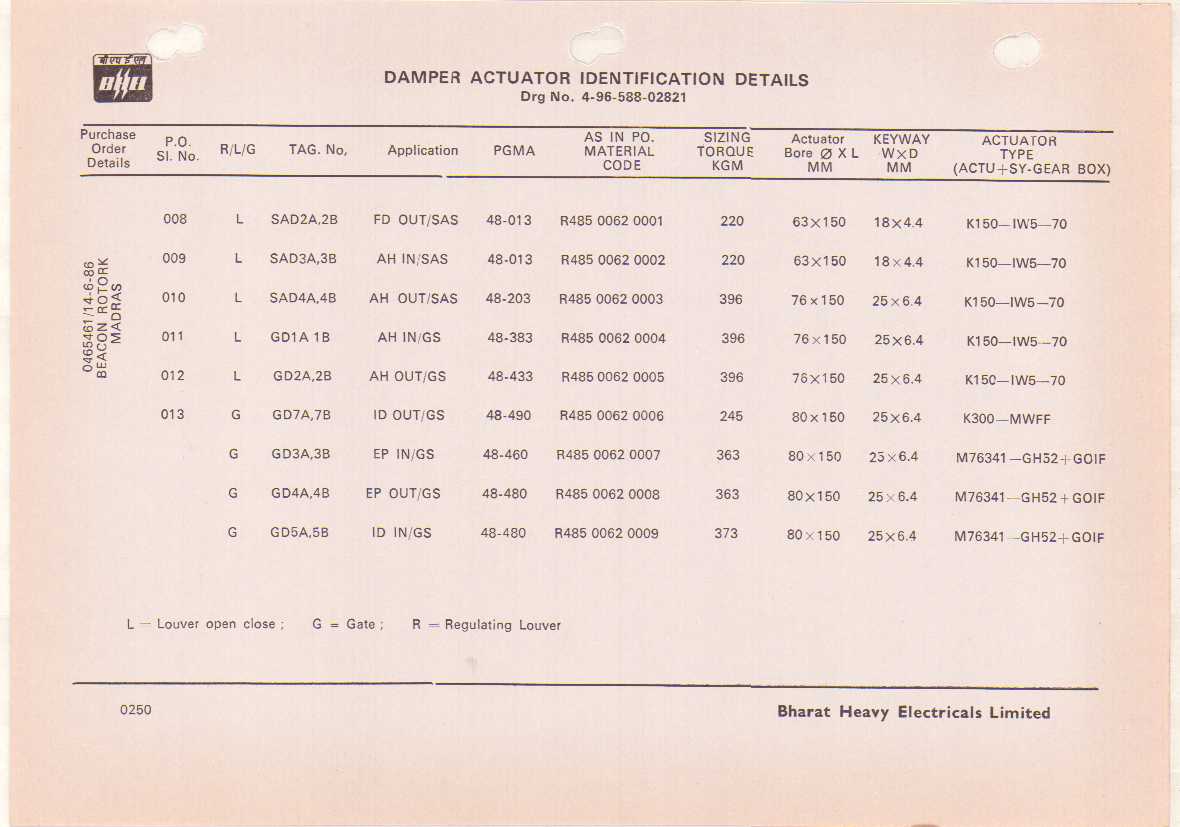 बी एच ई एल
BHEL
DAMPER ACTUATOR IDENTIFICATION DETAILS
Drg No. 4-96-588-02821
Purchase Order Details P.O. Sl. No. R/L/G TAG. No, Application PGMA AS IN PO. MATERIAL CODE SIZING TORQUE KGM Actuator Bore Ø X L MM KEYWAY W×D MM ACTUATOR TYPE (ACTU+SY-GEAR BOX)
0465461/14-6-86
BEACON ROTORK
MADRAS
008 L SAD2A,2B FD OUT/SAS 48-013 R485 0062 0001 220 63×150 18×4.4 K150—IW5—70
009 L SAD3A,3B AH IN/SAS 48-013 R485 0062 0002 220 63×150 18×4.4 K150—IW5—70
010 L SAD4A,4B AH OUT/SAS 48-203 R485 0062 0003 396 76×150 25×6.4 K150—IW5—70
011 L GD1A 1B AH IN/GS 48-383 R485 0062 0004 396 76×150 25×6.4 K150—IW5—70
012 L GD2A,2B AH OUT/GS 48-433 R485 0062 0005 396 76×150 25×6.4 K150—IW5—70
013 G GD7A,7B ID OUT/GS 48-490 R485 0062 0006 245 80×150 25×6.4 K300—MWFF
G GD3A,3B EP IN/GS 48-460 R485 0062 0007 363 80×150 25×6.4 M76341—GH52+GOIF
G GD4A,4B EP OUT/GS 48-480 R485 0062 0008 363 80×150 25×6.4 M76341—GH52+GOIF
G GD5A,5B ID IN/GS 48-480 R485 0062 0009 373 80×150 25×6.4 M76341—GH52+GOIF
L = Louver open close ; G = Gate ; R = Regulating Louver
0250 Bharat Heavy Electricals Limited